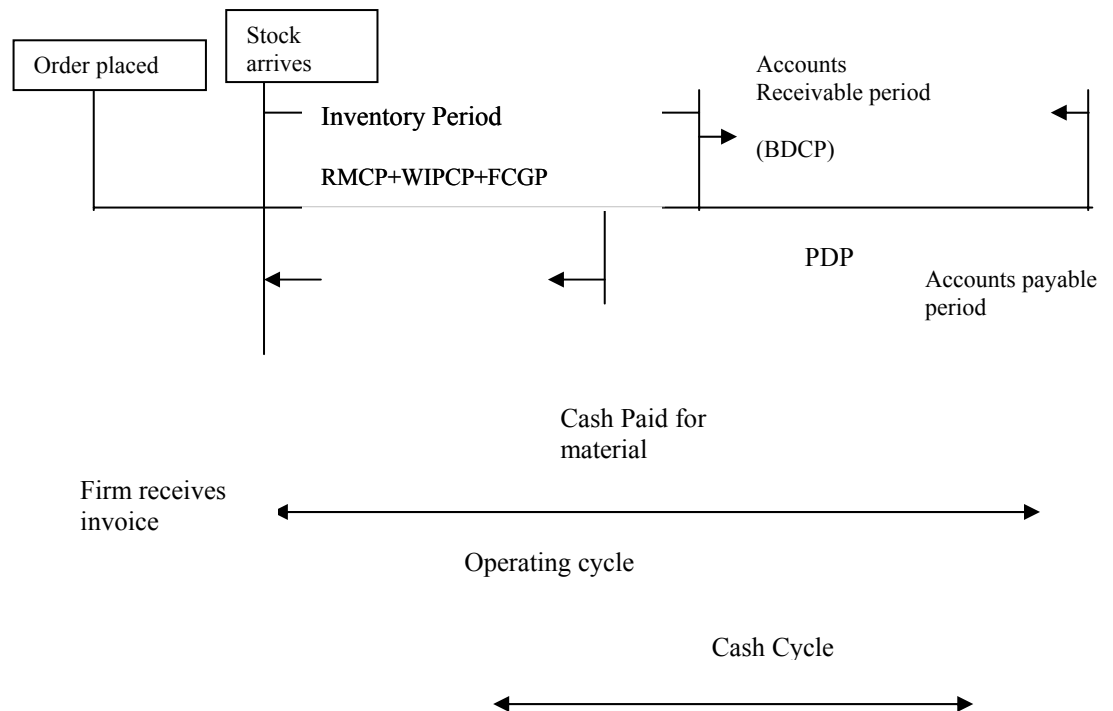 Order placed
Stock
arrives
Inventory Period
RMCP+WIPCP+FCGP
Accounts
Receivable period
(BDCP)
PDP
Accounts payable
period
Cash Paid for
material
Firm receives
invoice
Operating cycle
Cash Cycle